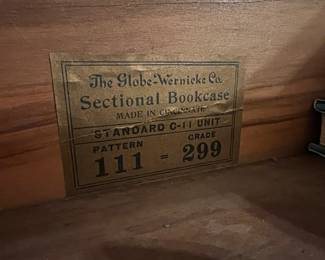 The Globe-Wernicke Co.
Sectional Bookcase
MADE IN CINCINNATI
STANDARD C-11 UNIT
PATTERN GRADE
111 = 299